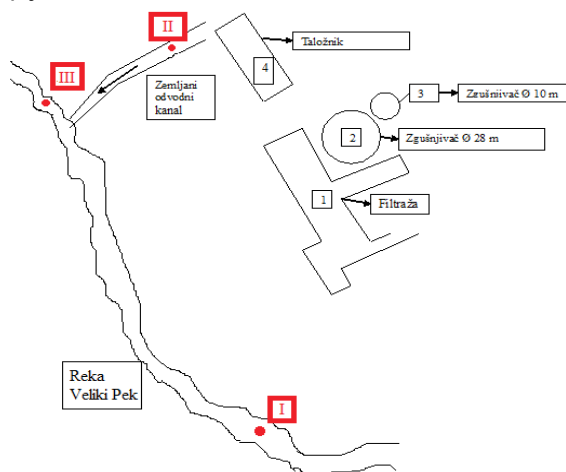 II
III
Zemljani
odvodni
kanal
4
Taložnik
3
Zgušnjivač Ø 10 m
2
Zgušnjivač Ø 28 m
1
Filtraža
Reka
Veliki Pek
I